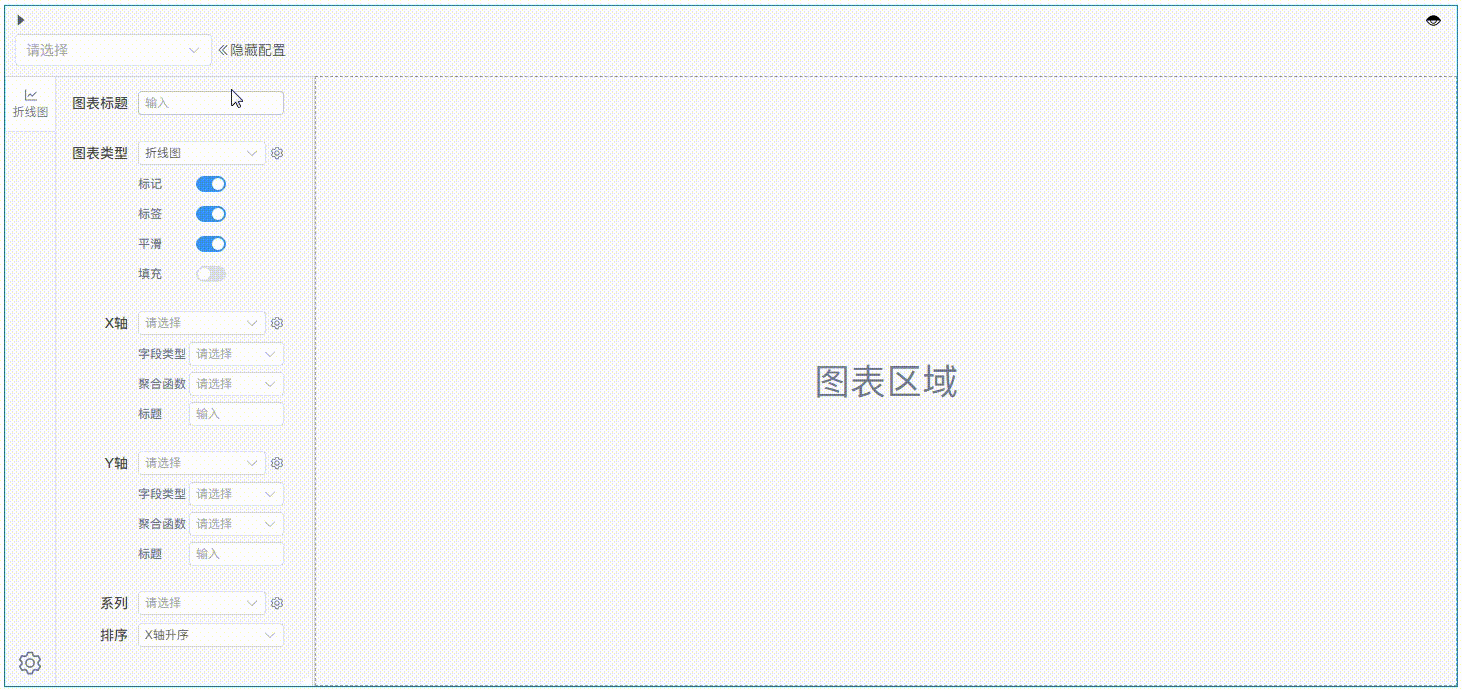 请选择 «隐藏配置
折线图
图表标题 输入
图表类型 折线图
标记
标签
平滑
填充
X轴 请选择
字段类型 请选择
聚合函数 请选择
标题 输入
Y轴 请选择
字段类型 请选择
聚合函数 请选择
标题 输入
系列 请选择
排序 X轴升序
图表区域